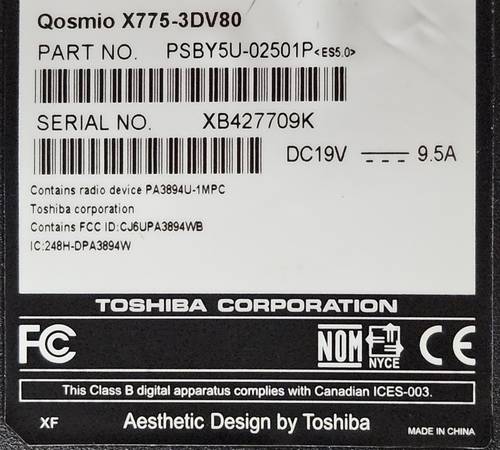 Qosmio X775-3DV80
PART NO. PSBY5U-02501P<ES5.0>
SERIAL NO. XB427709K
DC19V 9.5A
Contains radio device PA3894U-1MPC
Toshiba corporation
Contains FCC ID:CJ6UPA3894WB
IC:248H-DPA3894W
TOSHIBA CORPORATION
FC NOM NYCE CE
This Class B digital apparatus complies with Canadian ICES-003.
XF Aesthetic Design by Toshiba MADE IN CHINA